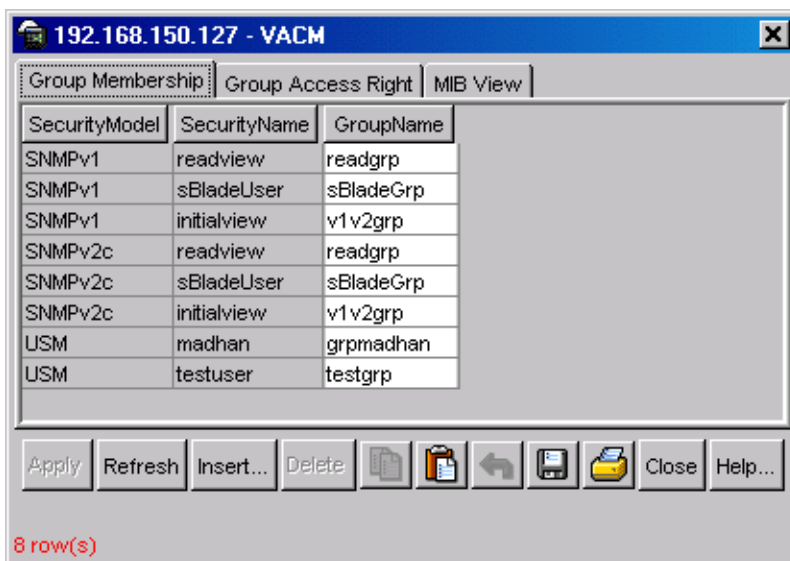 192.168.150.127 - VACM
Group Membership Group Access Right MIB View
SecurityModel SecurityName GroupName
SNMPv1 readview readgrp
SNMPv1 sBladeUser sBladeGrp
SNMPv1 initialview v1v2grp
SNMPv2c readview readgrp
SNMPv2c sBladeUser sBladeGrp
SNMPv2c initialview v1v2grp
USM madhan grpmadhan
USM testuser testgrp
Apply Refresh Insert... Delete Close Help...
8 row(s)